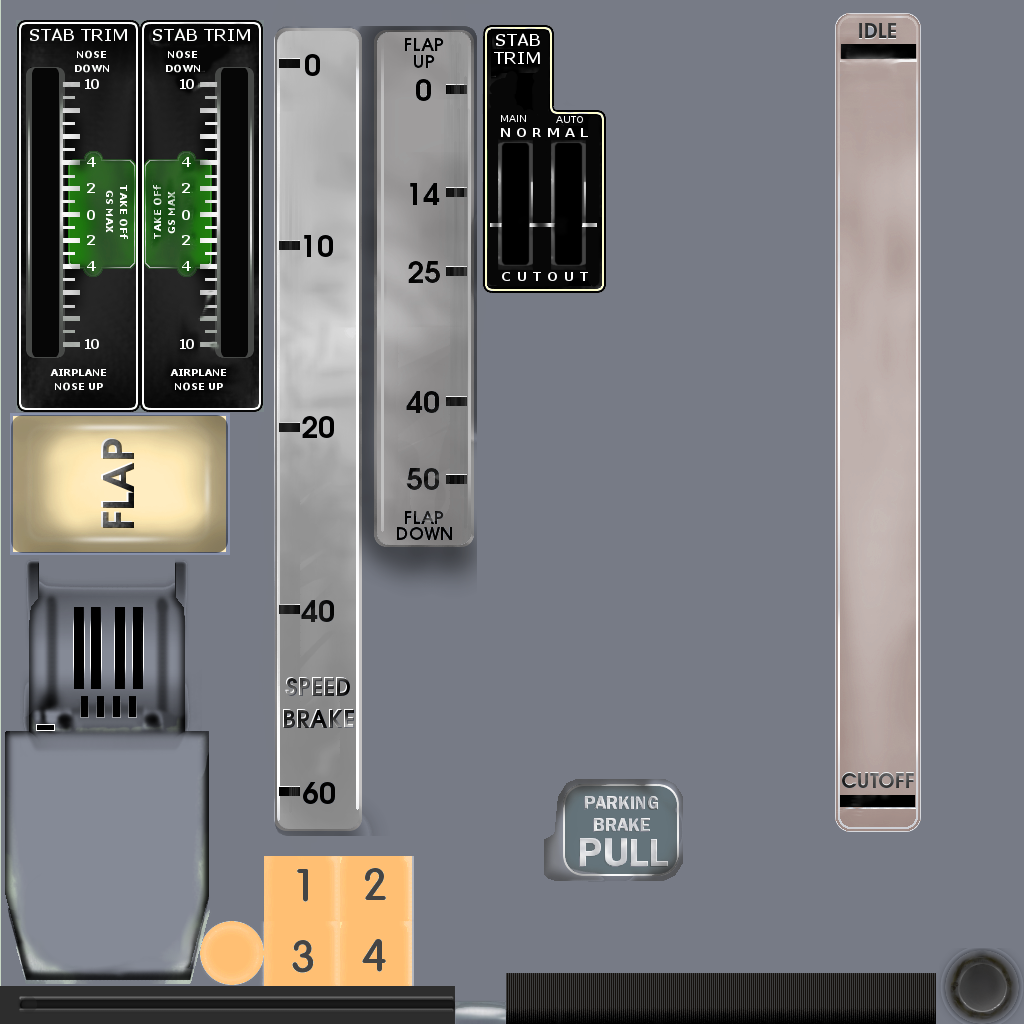 STAB TRIM
NOSE
DOWN
10
4
2
0
2
4
TAKE OFF
GS MAX
10
AIRPLANE
NOSE UP
STAB TRIM
NOSE
DOWN
10
4
2
0
2
4
TAKE OFF
GS MAX
10
AIRPLANE
NOSE UP
FLAP
0
10
20
40
SPEED
BRAKE
60
FLAP
UP
0
14
25
40
50
FLAP
DOWN
STAB
TRIM
MAIN AUTO
NORMAL
CUTOUT
IDLE
CUTOFF
PARKING
BRAKE
PULL
1 2
3 4